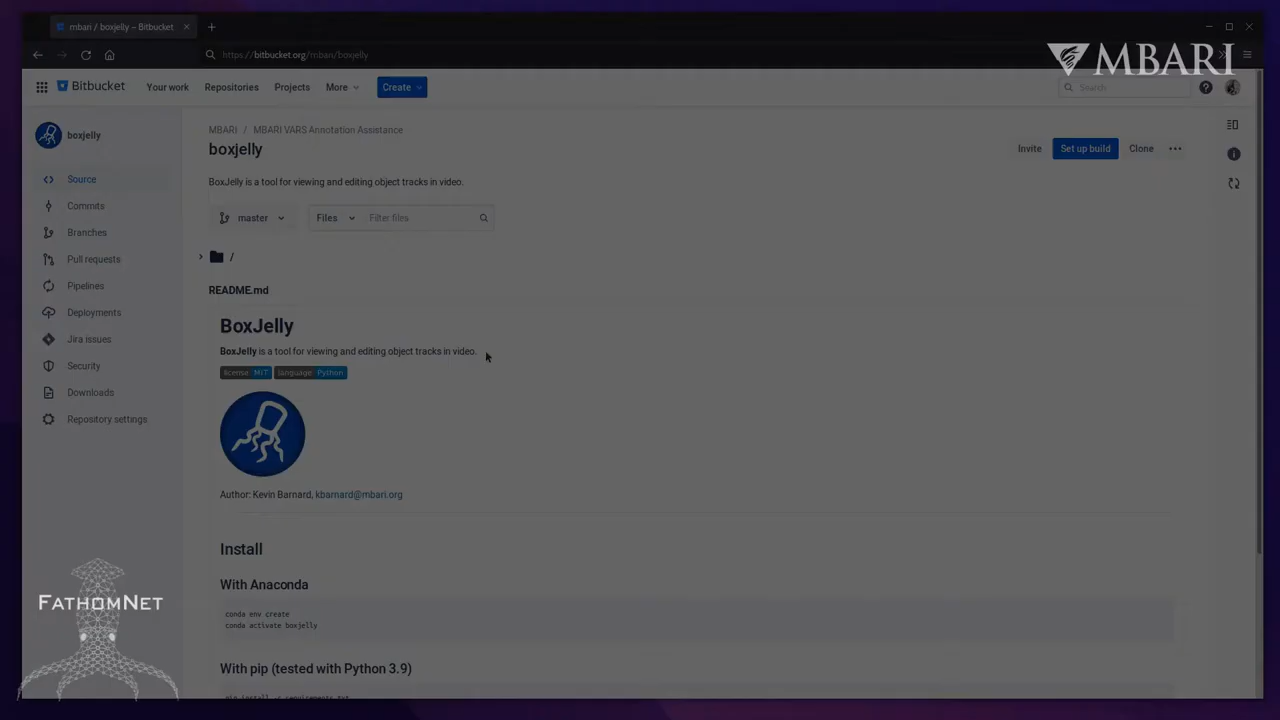 mbari / boxjelly — Bitbucket
https://bitbucket.org/mbari/boxjelly
MBARI
Bitbucket
Your work
Repositories
Projects
More
Create
Search
boxjelly
MBARI / MBARI VARS Annotation Assistance
boxjelly
Invite
Set up build
Clone
BoxJelly is a tool for viewing and editing object tracks in video.
Source
Commits
Branches
Pull requests
Pipelines
Deployments
Jira issues
Security
Downloads
Repository settings
master
Files
Filter files
/
README.md
BoxJelly
BoxJelly is a tool for viewing and editing object tracks in video.
license MIT language Python
Author: Kevin Barnard, kbarnard@mbari.org
Install
With Anaconda
conda env create
conda activate boxjelly
With pip (tested with Python 3.9)
pip install -r requirements.txt
FATHOMNET